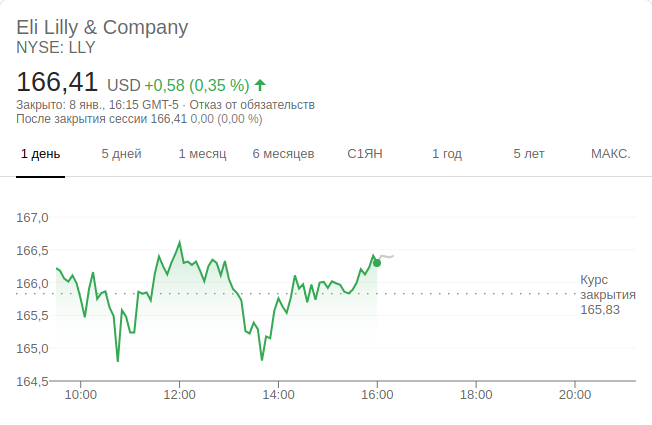 Eli Lilly & Company
NYSE: LLY
166,41 USD +0,58 (0,35 %)
Закрыто: 8 янв., 16:15 GMT-5 · Отказ от обязательств
После закрытия сессии 166,41 0,00 (0,00 %)
1 день 5 дней 1 месяц 6 месяцев С1ЯН 1 год 5 лет МАКС.
167,0
166,5
166,0
165,5
165,0
164,5
Курс
закрытия
165,83
10:00 12:00 14:00 16:00 18:00 20:00